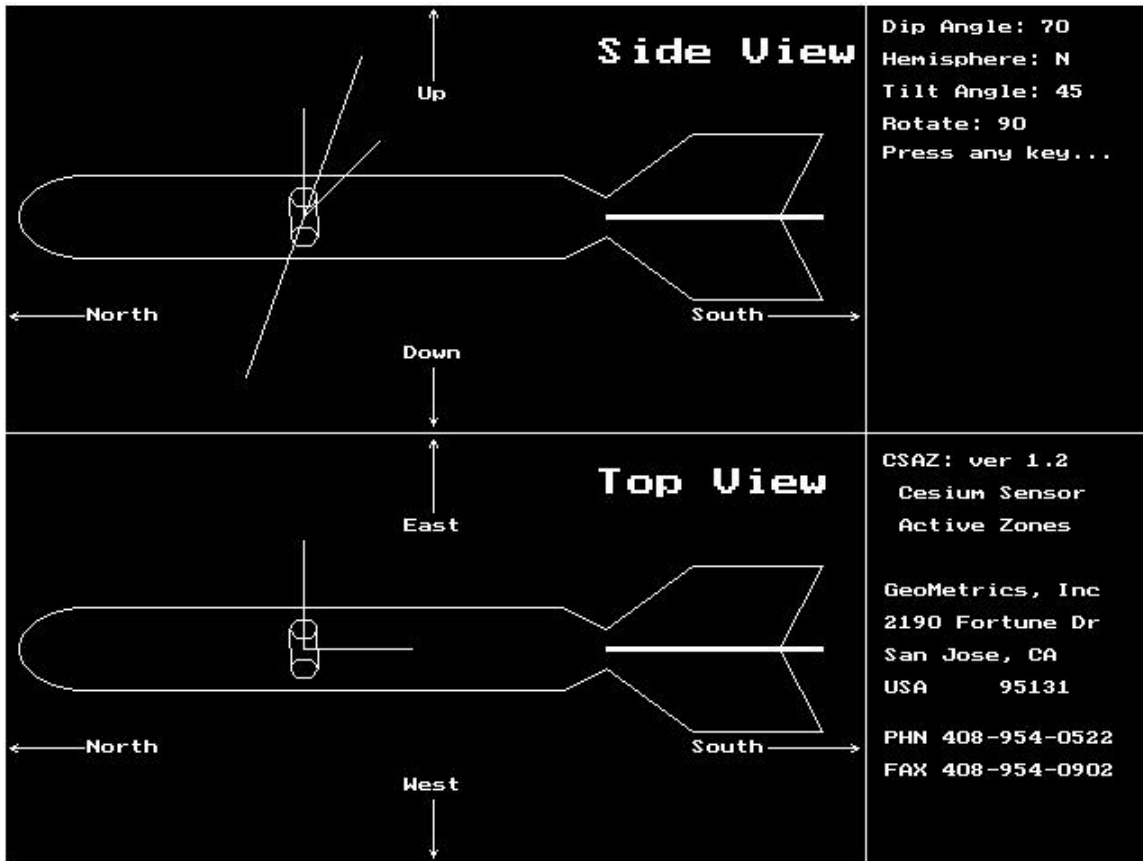 Side View
Up
North
South
Down
Dip Angle: 70
Hemisphere: N
Tilt Angle: 45
Rotate: 90
Press any key...
Top View
East
North
South
West
CSAZ: ver 1.2
Cesium Sensor
Active Zones
GeoMetrics, Inc
2190 Fortune Dr
San Jose, CA
USA 95131
PHN 408-954-0522
FAX 408-954-0902